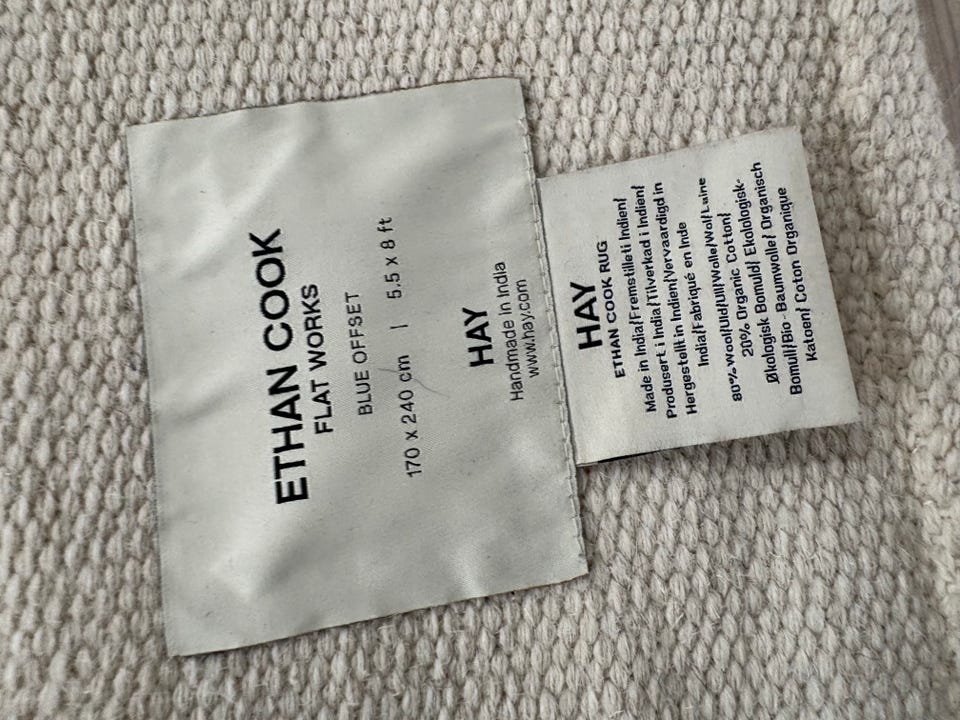 ETHAN COOK
FLAT WORKS
BLUE OFFSET
170 x 240 cm | 5.5 x 8 ft
HAY
Handmade in India
www.hay.com
HAY
ETHAN COOK RUG
Made in India/Fremstilleti Indien/
Produsert i India/Tilverkad i Indien/
Hergestellt in Indien/Vervaardigd in
India/Fabriqué en Inde
80% Wool/Uld/Ull/Wolle/Wol/Laine
20% Organic Cotton/
Økologisk Bomuld/ Ekolologisk-
Bomull/Bio - Baumwolle/ Organisch
Katoen/ Coton Organique